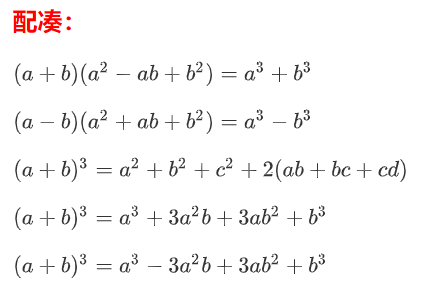 配凑：
(a + b)(a² − ab + b²) = a³ + b³
(a − b)(a² + ab + b²) = a³ − b³
(a + b)³ = a² + b² + c² + 2(ab + bc + cd)
(a + b)³ = a³ + 3a²b + 3ab² + b³
(a + b)³ = a³ − 3a²b + 3ab² + b³